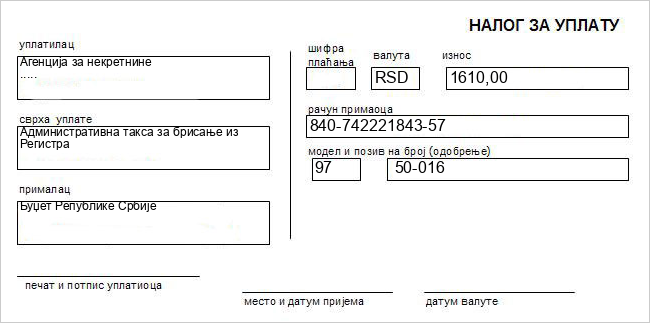 НАЛОГ ЗА УПЛАТУ
уплатилац
Агенција за некретнине
.....
сврха уплате
Административна такса за брисање из
Регистра
прималац
Буџет Републике Србије
печат и потпис уплатиоца
шифра
плаћања
валута
износ
RSD
1610,00
рачун примаоца
840-742221843-57
модел и позив на број (одобрење)
97
50-016
место и датум пријема
датум валуте